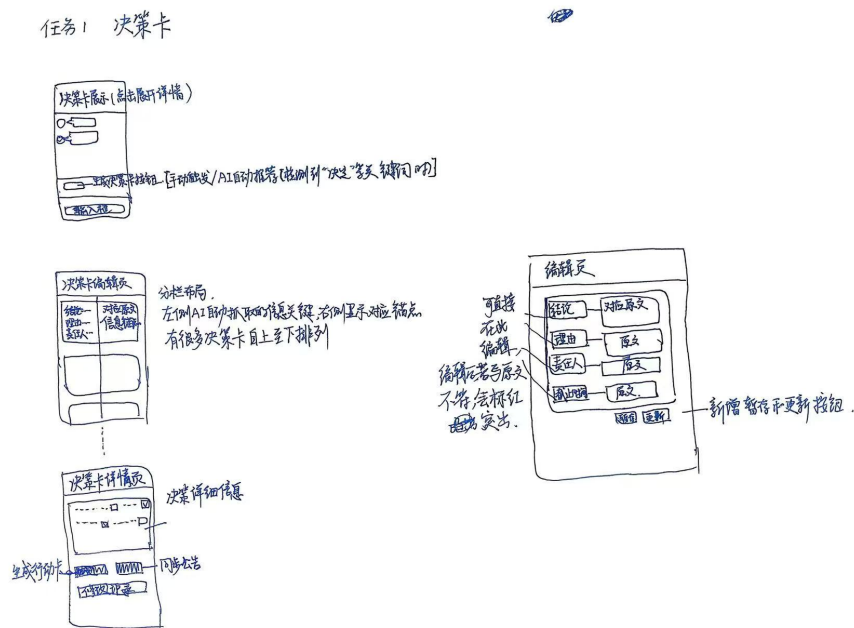 任务1 决策卡
决策卡展示(点击展开详情)
生成决策卡按钮[手动触发/AI自动推荐[检测到"决定"等关键词时]
输入框
决策卡编辑页
结论—
理由—
责任人…
对应原文
信息锚点
分栏布局.
左侧AI自动抓取的信息关键,右侧显示对应锚点
有很多决策卡自上至下排列
决策卡详情页
决策详细信息
生成行动卡
同步公告
编辑页
结论
对应原文
理由
原文
责任人
原文
截止时间
原文.
暂存
更新
可直接
在此
编辑
编辑后若与原文
不符会标红
突出.
新增暂存和更新按钮.